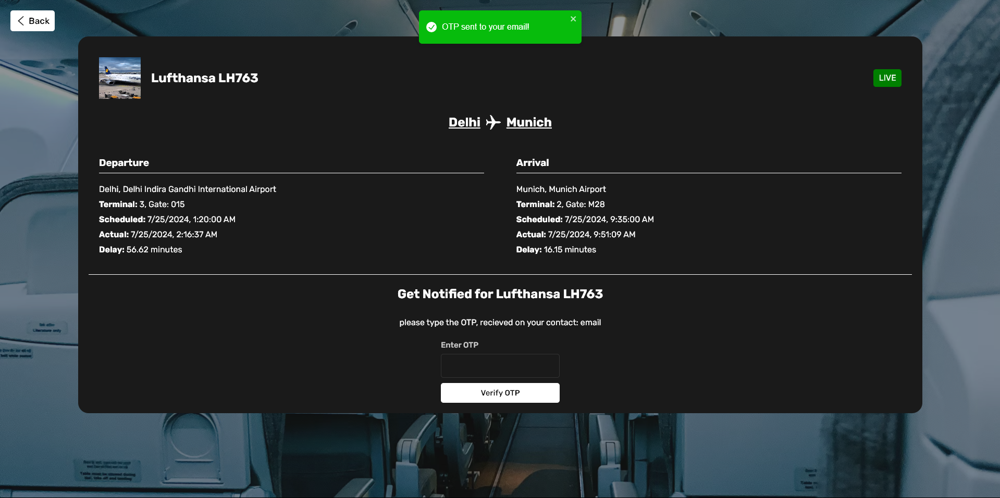 Back
OTP sent to your email!
Lufthansa LH763
LIVE
Delhi Munich
Departure
Delhi, Delhi Indira Gandhi International Airport
Terminal: 3, Gate: 015
Scheduled: 7/25/2024, 1:20:00 AM
Actual: 7/25/2024, 2:16:37 AM
Delay: 56.62 minutes
Arrival
Munich, Munich Airport
Terminal: 2, Gate: M28
Scheduled: 7/25/2024, 9:35:00 AM
Actual: 7/25/2024, 9:51:09 AM
Delay: 16.15 minutes
Get Notified for Lufthansa LH763
please type the OTP, recieved on your contact: email
Enter OTP
Verify OTP
Literature only